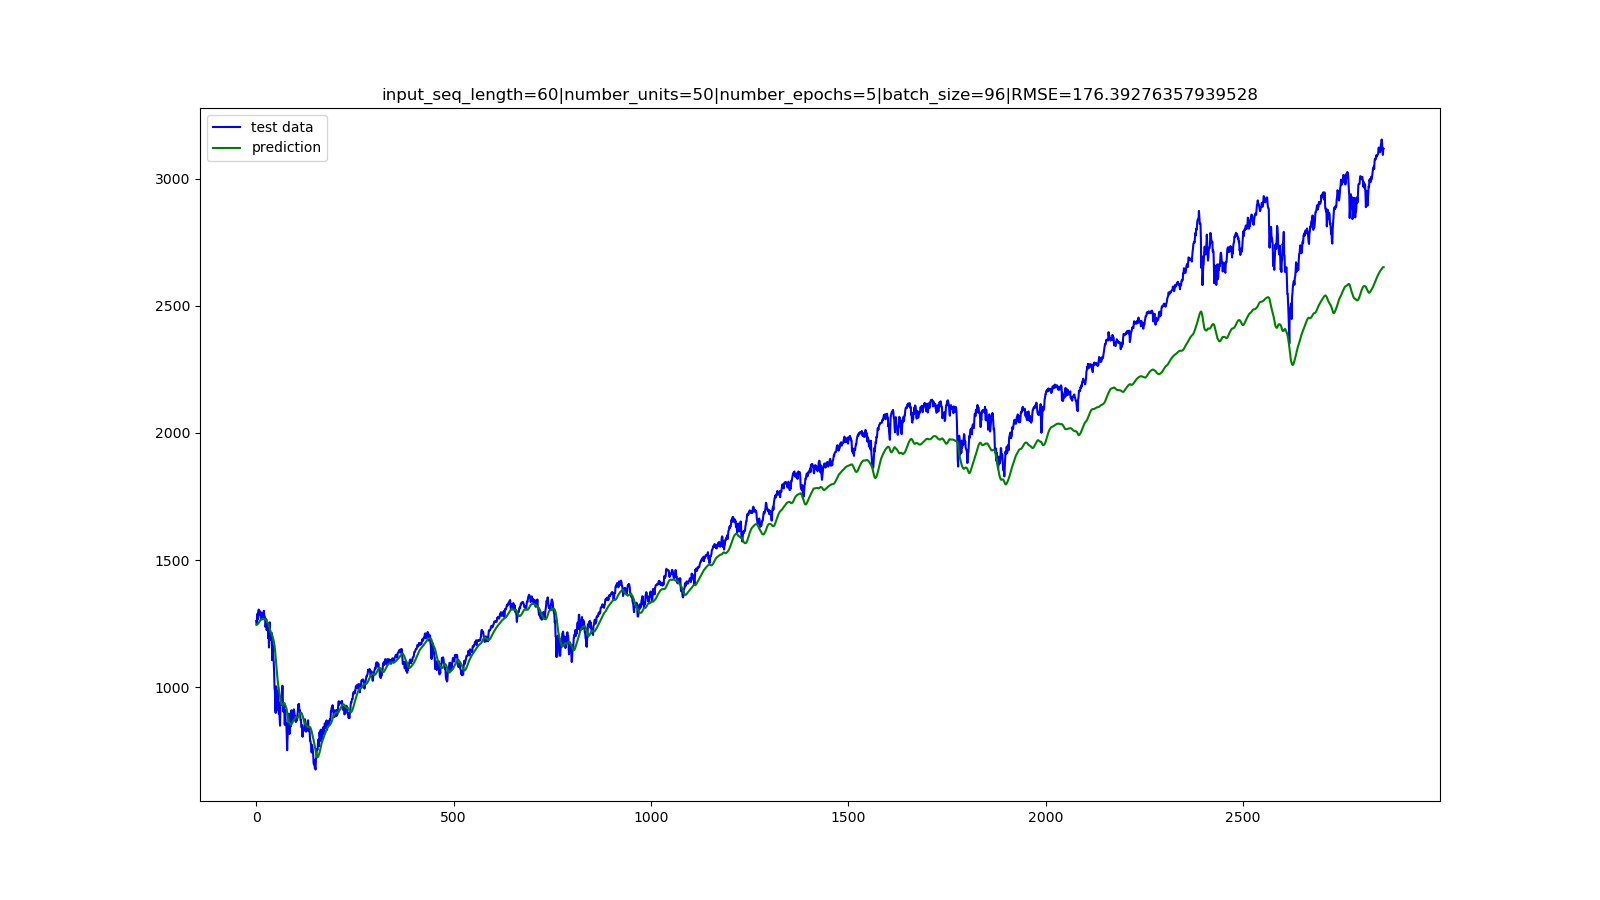 input_seq_length=60|number_units=50|number_epochs=5|batch_size=96|RMSE=176.39276357939528
test data
prediction
3000
2500
2000
1500
1000
0 500 1000 1500 2000 2500